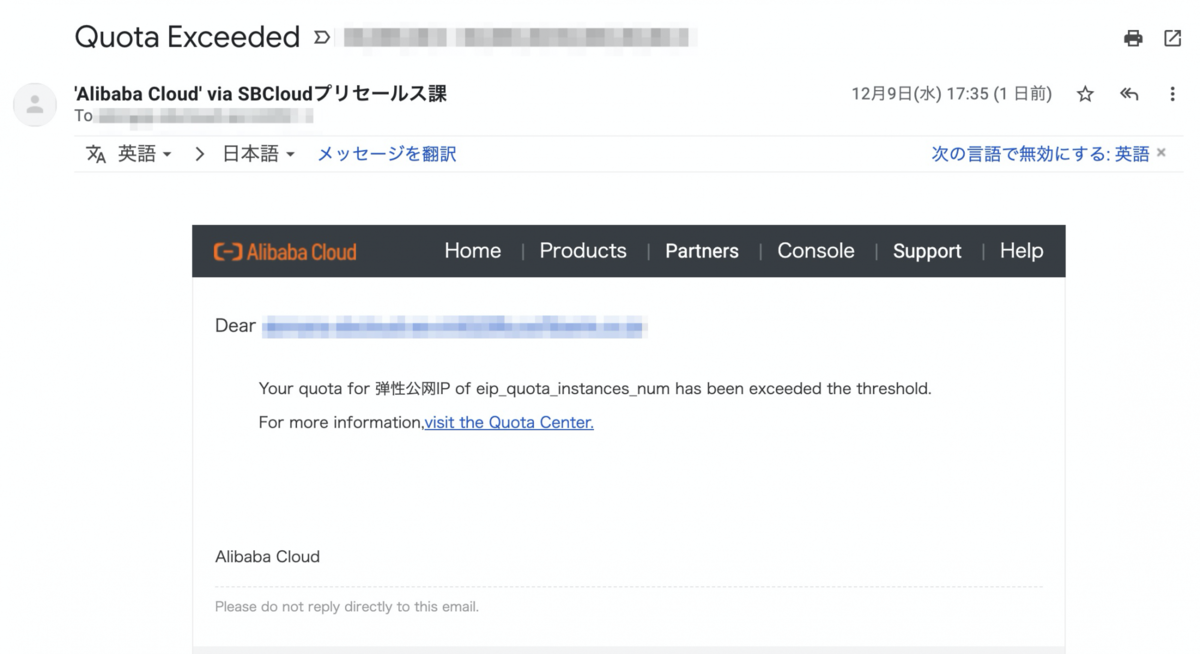 Quota Exceeded
'Alibaba Cloud' via SBCloudプリセールス課
12月9日(水) 17:35 (1 日前)
To
英語 日本語 メッセージを翻訳 次の言語で無効にする: 英語 ×
Alibaba Cloud Home | Products | Partners | Console | Support | Help
Dear
Your quota for 弹性公网IP of eip_quota_instances_num has been exceeded the threshold.
For more information,visit the Quota Center.
Alibaba Cloud
Please do not reply directly to this email.